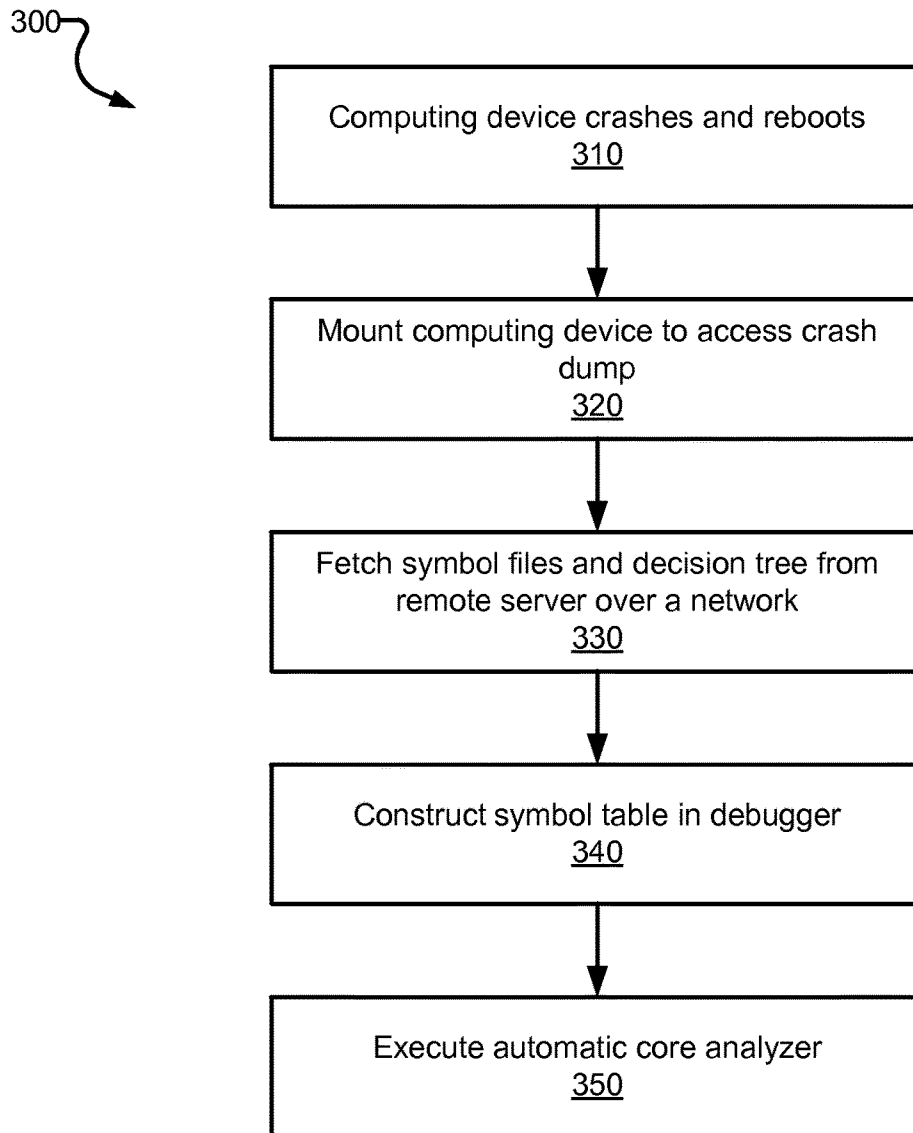 300
Computing device crashes and reboots
310
Mount computing device to access crash
dump
320
Fetch symbol files and decision tree from
remote server over a network
330
Construct symbol table in debugger
340
Execute automatic core analyzer
350